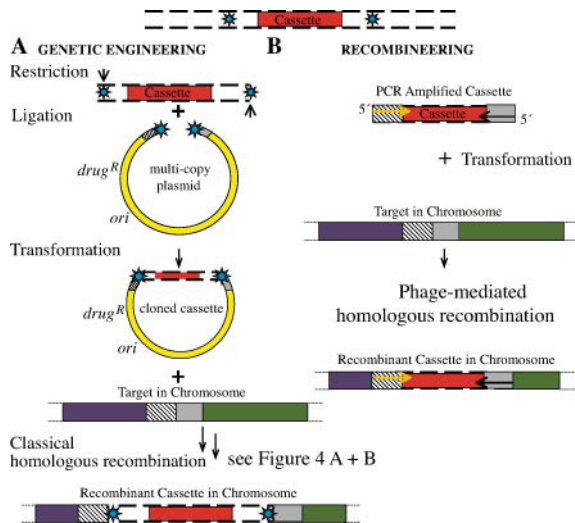 Cassette
A GENETIC ENGINEERING
Restriction
Cassette
+
Ligation
drugR
multi-copy
plasmid
ori
Transformation
drugR
cloned cassette
ori
+
Target in Chromosome
Classical
homologous recombination
see Figure 4 A + B
Recombinant Cassette in Chromosome
B RECOMBINEERING
PCR Amplified Cassette
5´
Cassette
5´
+ Transformation
Target in Chromosome
Phage-mediated
homologous recombination
Recombinant Cassette in Chromosome